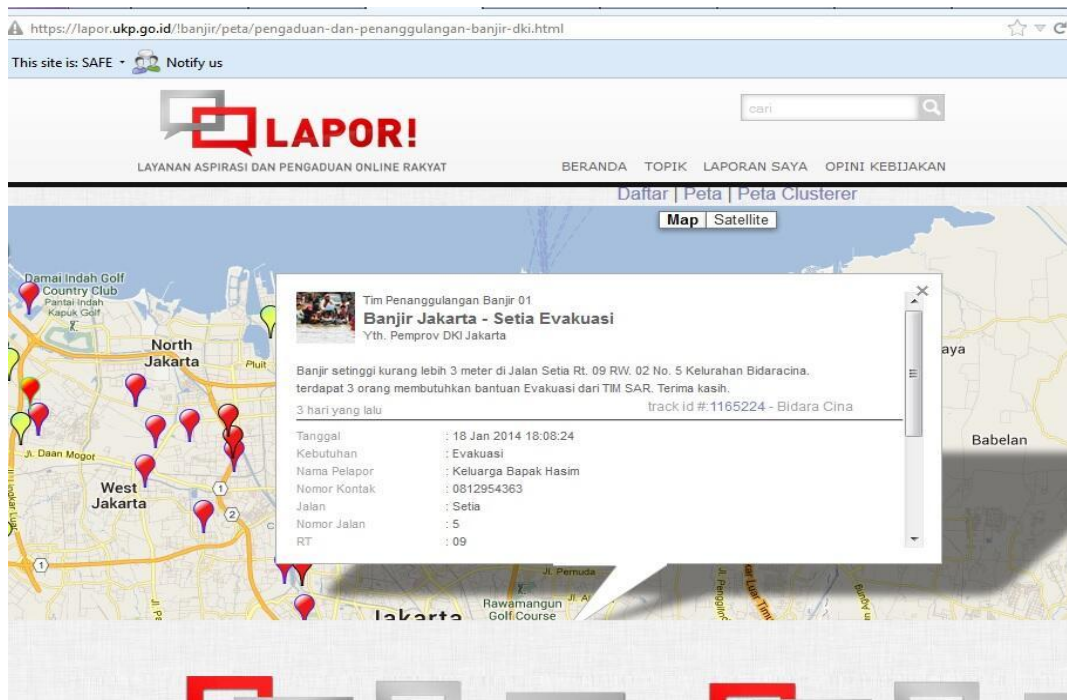 https://lapor.ukp.go.id/!banjir/peta/pengaduan-dan-penanggulangan-banjir-dki.html
This site is: SAFE Notify us
LAPOR!
LAYANAN ASPIRASI DAN PENGADUAN ONLINE RAKYAT
cari
BERANDA TOPIK LAPORAN SAYA OPINI KEBIJAKAN
Daftar | Peta | Peta Clusterer
Map Satellite
Damai Indah Golf
Country Club
Pantai Indah
Kapuk Golf
North
Jakarta
Pluit
Jl. Daan Mogot
West
Jakarta
1
2
1
Tim Penanggulangan Banjir 01
Banjir Jakarta - Setia Evakuasi
Yth. Pemprov DKI Jakarta
Banjir setinggi kurang lebih 3 meter di Jalan Setia Rt. 09 RW. 02 No. 5 Kelurahan Bidaracina.
terdapat 3 orang membutuhkan bantuan Evakuasi dari TIM SAR. Terima kasih.
3 hari yang lalu
track id #:1165224 - Bidara Cina
Tanggal : 18 Jan 2014 18:08:24
Kebutuhan : Evakuasi
Nama Pelapor : Keluarga Bapak Hasim
Nomor Kontak : 0812954363
Jalan : Setia
Nomor Jalan : 5
RT : 09
aya
Babelan
Jl. Pemuda
Rawamangun
Golf Course
Jakarta